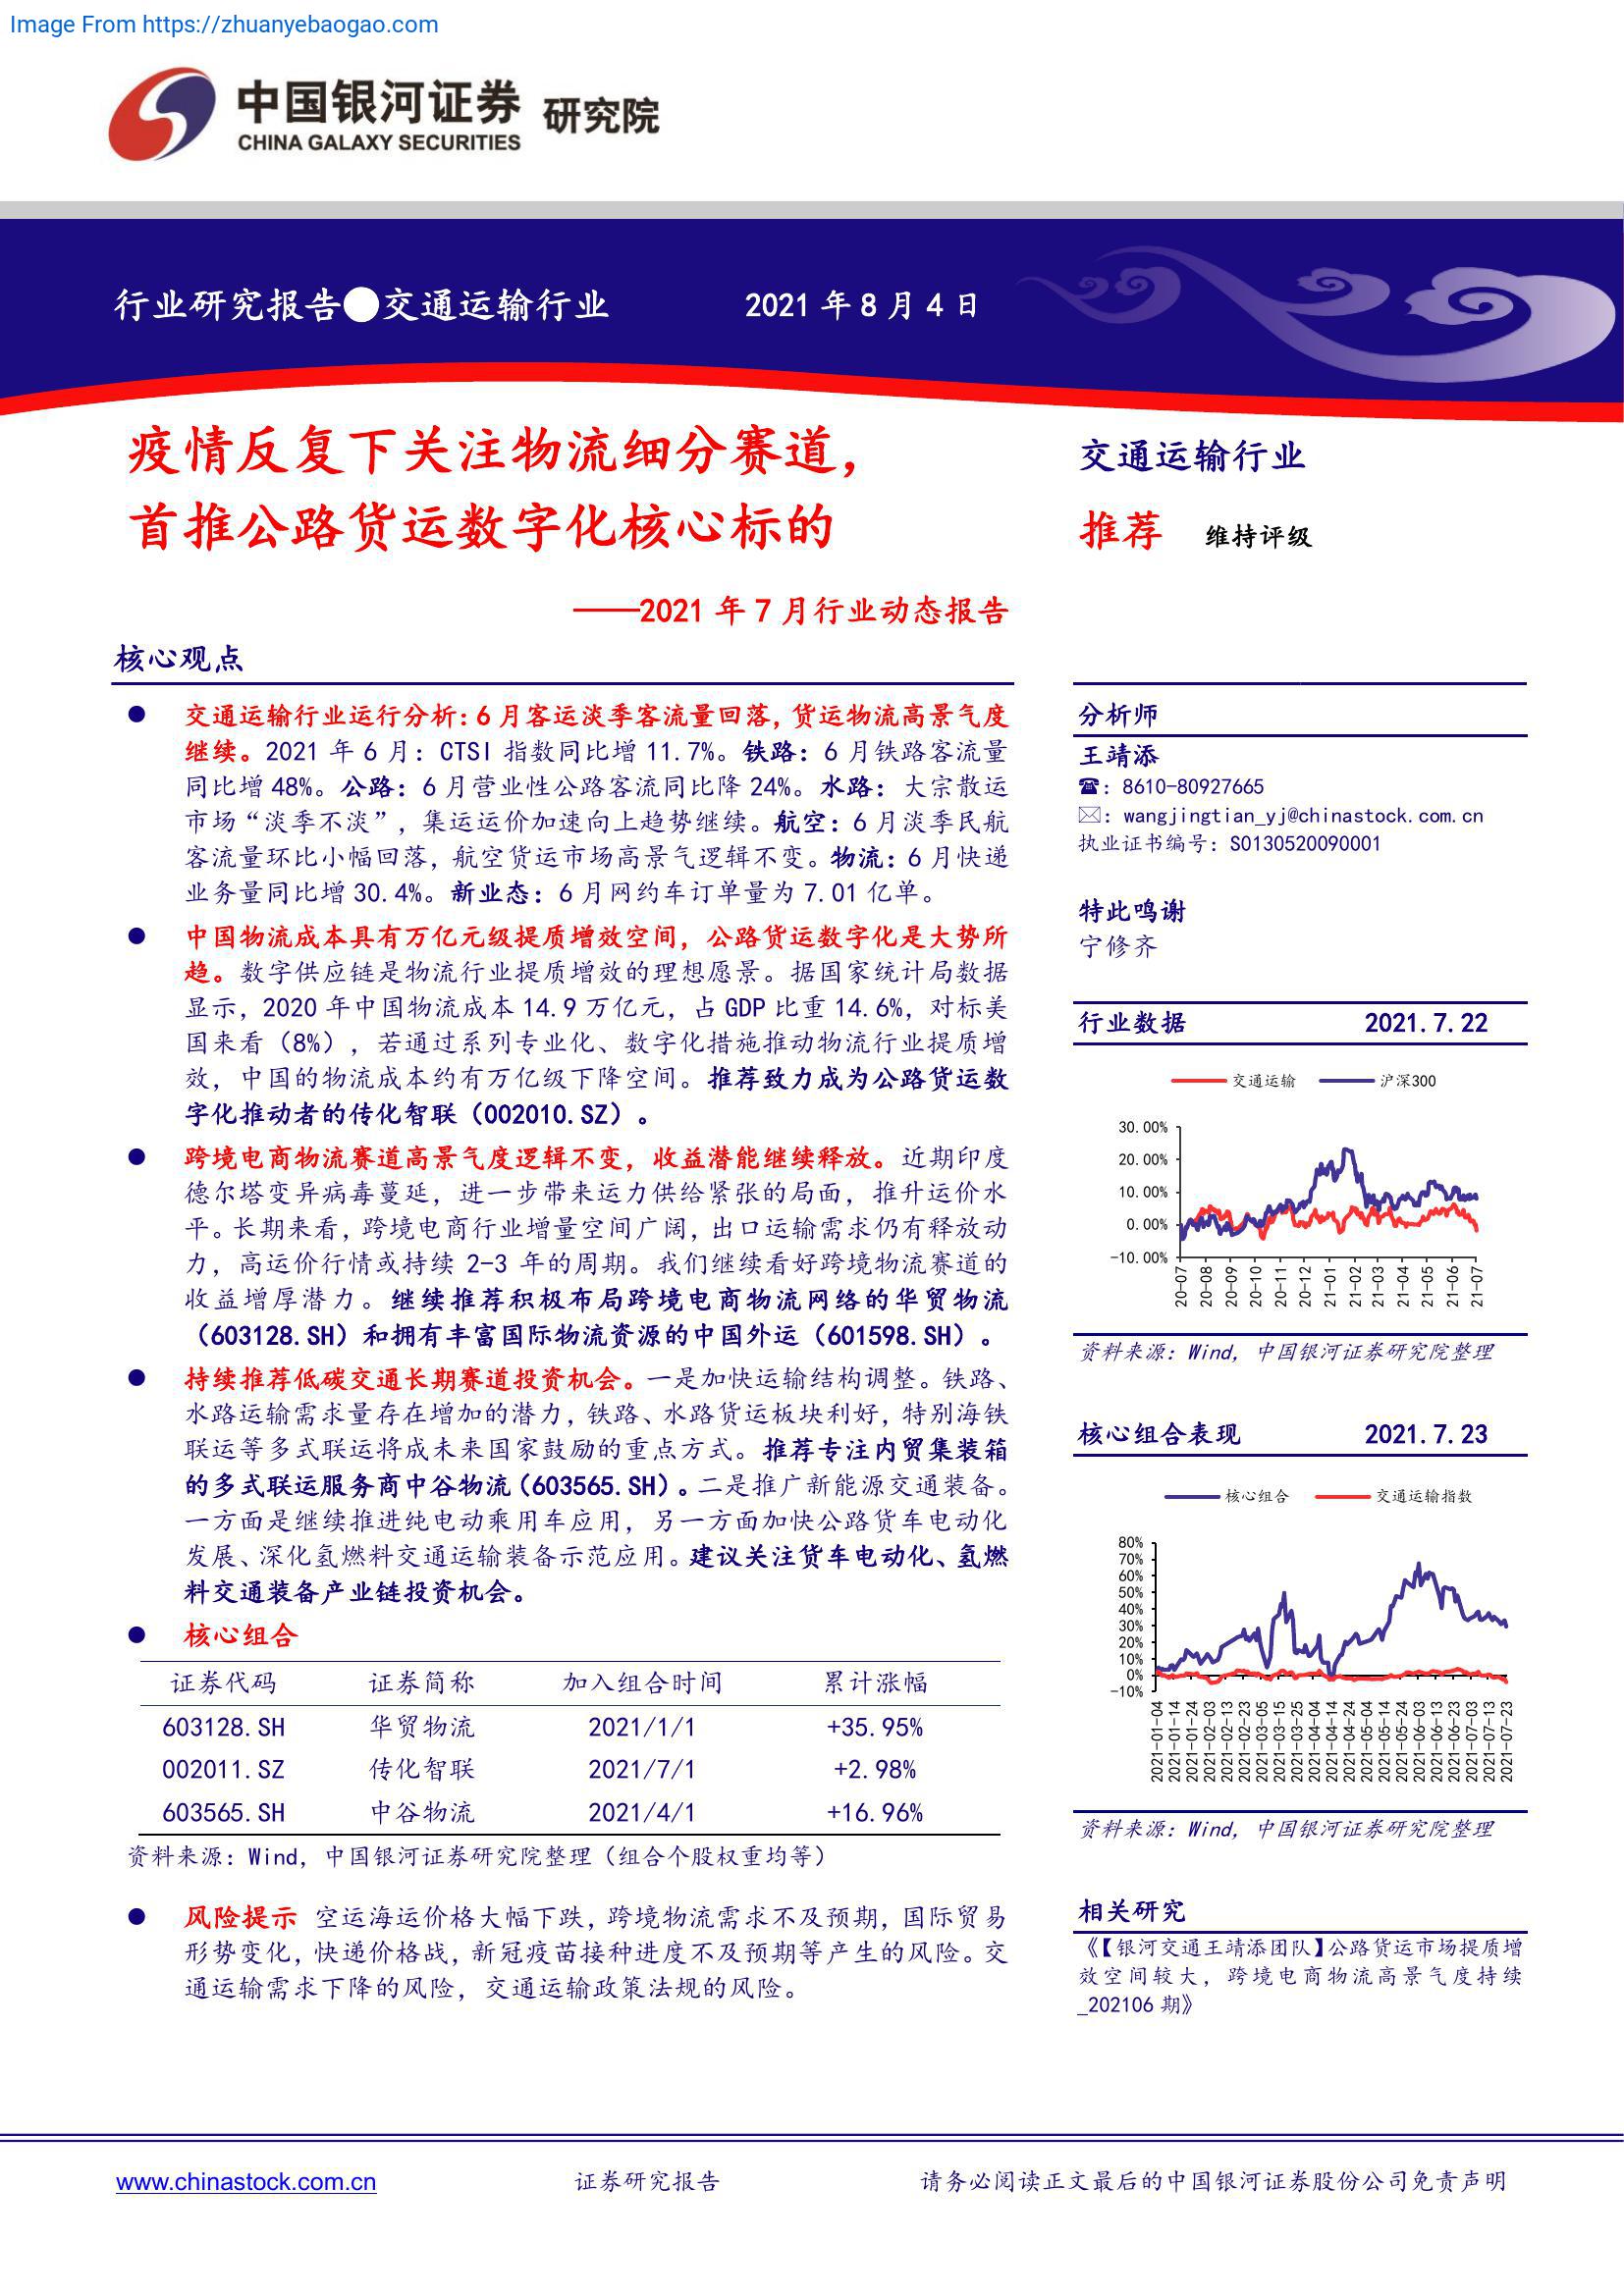 Image From https://zhuanyebaogao.com
中国银河证券 研究院
CHINA GALAXY SECURITIES
行业研究报告●交通运输行业 2021 年 8 月 4 日
疫情反复下关注物流细分赛道，
首推公路货运数字化核心标的
——2021 年 7 月行业动态报告
核心观点
● 交通运输行业运行分析：6 月客运淡季客流量回落，货运物流高景气度
继续。2021 年 6 月：CTSI 指数同比增 11.7%。铁路：6 月铁路客流量
同比增 48%。公路：6 月营业性公路客流同比降 24%。水路：大宗散运
市场“淡季不淡”，集运运价加速向上趋势继续。航空：6 月淡季民航
客流量环比小幅回落，航空货运市场高景气逻辑不变。物流：6 月快递
业务量同比增 30.4%。新业态：6 月网约车订单量为 7.01 亿单。
● 中国物流成本具有万亿元级提质增效空间，公路货运数字化是大势所
趋。数字供应链是物流行业提质增效的理想愿景。据国家统计局数据
显示，2020 年中国物流成本 14.9 万亿元，占 GDP 比重 14.6%，对标美
国来看（8%），若通过系列专业化、数字化措施推动物流行业提质增
效，中国的物流成本约有万亿级下降空间。推荐致力成为公路货运数
字化推动者的传化智联（002010.SZ）。
● 跨境电商物流赛道高景气度逻辑不变，收益潜能继续释放。近期印度
德尔塔变异病毒蔓延，进一步带来运力供给紧张的局面，推升运价水
平。长期来看，跨境电商行业增量空间广阔，出口运输需求仍有释放动
力，高运价行情或持续 2-3 年的周期。我们继续看好跨境物流赛道的
收益增厚潜力。继续推荐积极布局跨境电商物流网络的华贸物流
（603128.SH）和拥有丰富国际物流资源的中国外运（601598.SH）。
● 持续推荐低碳交通长期赛道投资机会。一是加快运输结构调整。铁路、
水路运输需求量存在增加的潜力，铁路、水路货运板块利好，特别海铁
联运等多式联运将成未来国家鼓励的重点方式。推荐专注内贸集装箱
的多式联运服务商中谷物流（603565.SH）。二是推广新能源交通装备。
一方面是继续推进纯电动乘用车应用，另一方面加快公路货车电动化
发展、深化氢燃料交通运输装备示范应用。建议关注货车电动化、氢燃
料交通装备产业链投资机会。
● 核心组合
证券代码 证券简称 加入组合时间 累计涨幅
603128.SH 华贸物流 2021/1/1 +35.95%
002011.SZ 传化智联 2021/7/1 +2.98%
603565.SH 中谷物流 2021/4/1 +16.96%
资料来源：Wind，中国银河证券研究院整理（组合个股权重均等）
● 风险提示 空运海运价格大幅下跌，跨境物流需求不及预期，国际贸易
形势变化，快递价格战，新冠疫苗接种进度不及预期等产生的风险。交
通运输需求下降的风险，交通运输政策法规的风险。
交通运输行业
推荐 维持评级
分析师
王靖添
☎：8610-80927665
✉：wangjingtian_yj@chinastock.com.cn
执业证书编号：S0130520090001
特此鸣谢
宁修齐
行业数据 2021.7.22
交通运输 沪深300
30.00%
20.00%
10.00%
0.00%
-10.00%
20-07 20-08 20-09 20-10 20-11 20-12 21-01 21-02 21-03 21-04 21-05 21-06 21-07
资料来源：Wind，中国银河证券研究院整理
核心组合表现 2021.7.23
核心组合 交通运输指数
80%
70%
60%
50%
40%
30%
20%
10%
0%
-10%
2021-01-04 2021-01-14 2021-01-24 2021-02-03 2021-02-13 2021-02-23 2021-03-05 2021-03-15 2021-03-25 2021-04-04 2021-04-14 2021-04-24 2021-05-04 2021-05-14 2021-05-24 2021-06-03 2021-06-13 2021-06-23 2021-07-03 2021-07-13 2021-07-23
资料来源：Wind，中国银河证券研究院整理
相关研究
《【银河交通王靖添团队】公路货运市场提质增
效空间较大，跨境电商物流高景气度持续
_202106 期》
www.chinastock.com.cn 证券研究报告 请务必阅读正文最后的中国银河证券股份公司免责声明